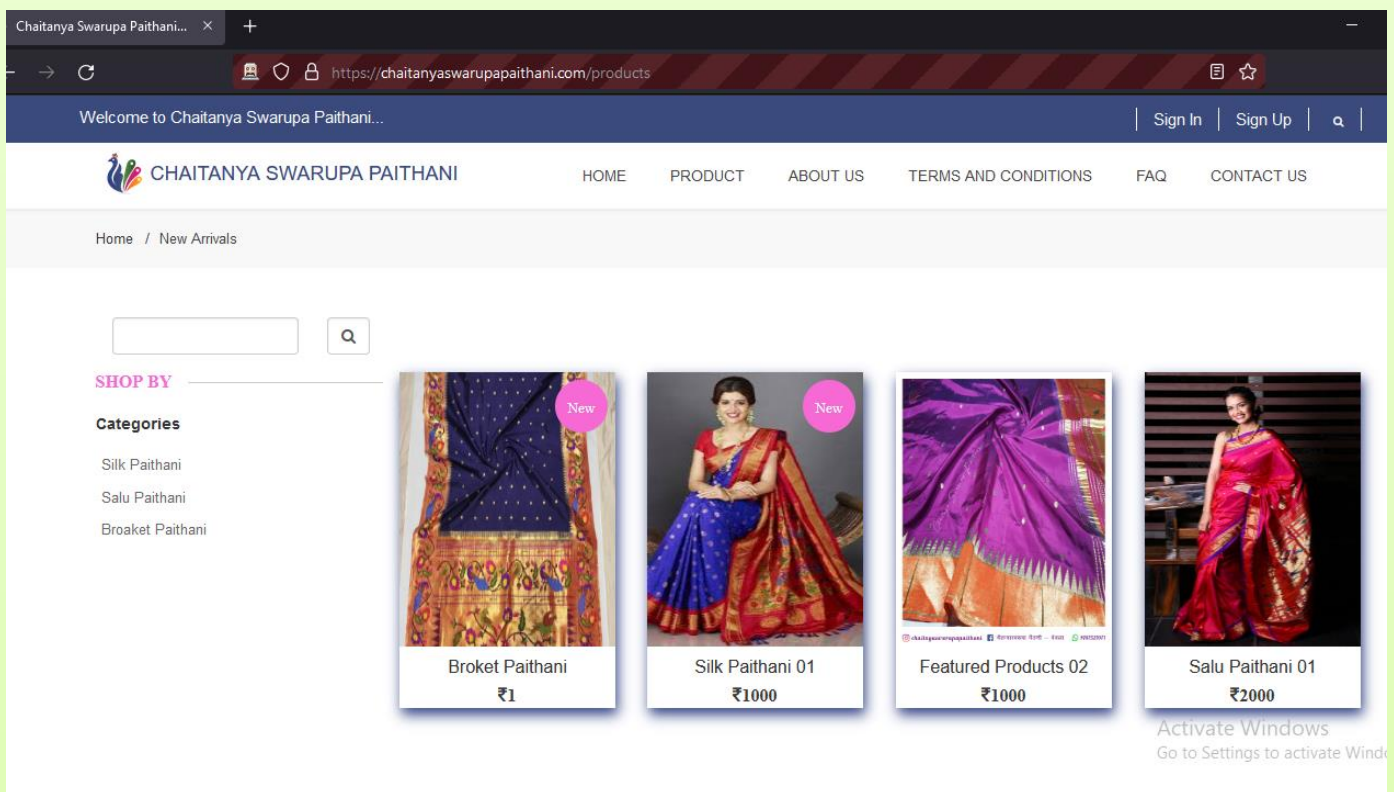 Chaitanya Swarupa Paithani...
https://chaitanyaswarupapaithani.com/products
Welcome to Chaitanya Swarupa Paithani...
Sign In
Sign Up
CHAITANYA SWARUPA PAITHANI
HOME
PRODUCT
ABOUT US
TERMS AND CONDITIONS
FAQ
CONTACT US
Home / New Arrivals
SHOP BY
Categories
Silk Paithani
Salu Paithani
Broaket Paithani
New
New
chaitanyaswarupapaithani
Broket Paithani
₹1
Silk Paithani 01
₹1000
Featured Products 02
₹1000
Salu Paithani 01
₹2000
Activate Windows
Go to Settings to activate